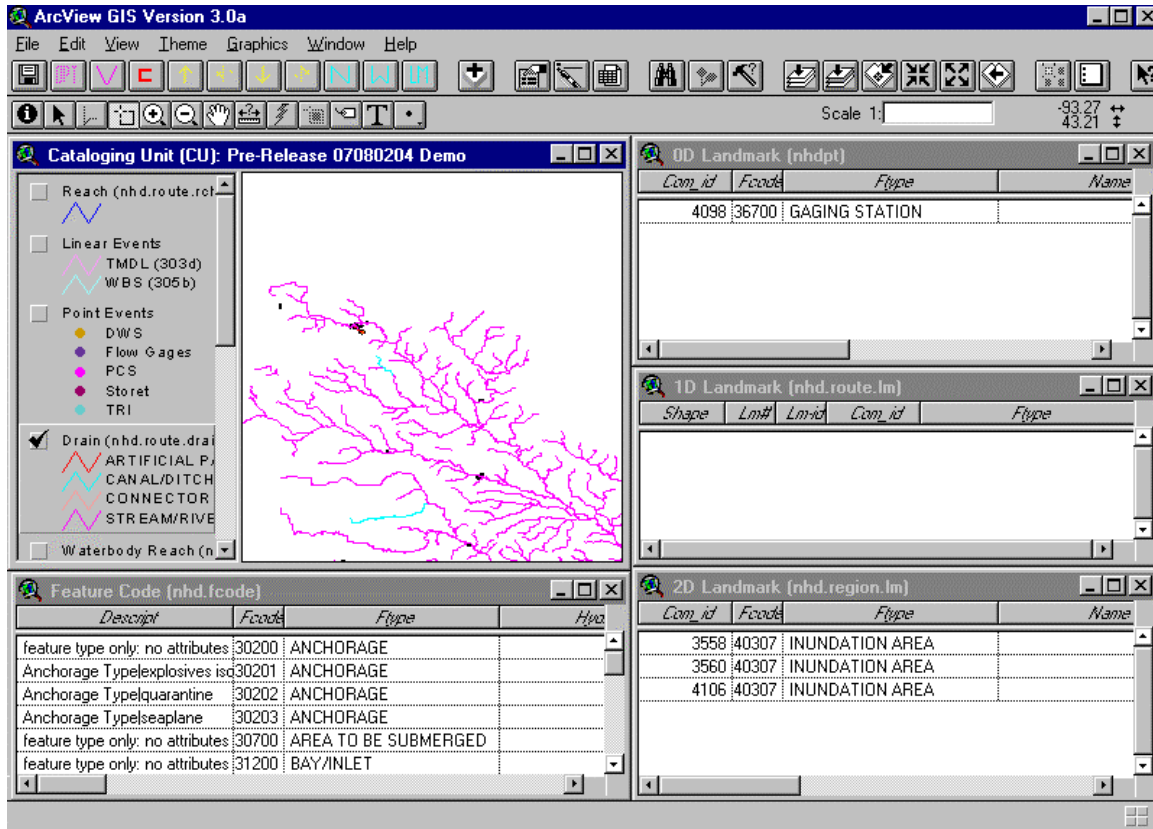 ArcView GIS Version 3.0a
File Edit View Theme Graphics Window Help
Scale 1:
-93.27
43.21
Cataloging Unit (CU): Pre-Release 07080204 Demo
Reach (nhd.route.rch
Linear Events
TMDL (303d)
WBS (305b)
Point Events
DWS
Flow Gages
PCS
Storet
TRI
Drain (nhd.route.drai
ARTIFICIAL PA
CANAL/DITCH
CONNECTOR
STREAM/RIVE
Waterbody Reach (n
0D Landmark (nhdpt)
Com_id Fcode Ftype Name
4098 36700 GAGING STATION
1D Landmark (nhd.route.lm)
Shape Lm# Lm-id Com_id Ftype
Feature Code (nhd.fcode)
Descript Fcode Ftype Hyd
feature type only: no attributes 30200 ANCHORAGE
Anchorage Type|explosives iso 30201 ANCHORAGE
Anchorage Type|quarantine 30202 ANCHORAGE
Anchorage Type|seaplane 30203 ANCHORAGE
feature type only: no attributes 30700 AREA TO BE SUBMERGED
feature type only: no attributes 31200 BAY/INLET
2D Landmark (nhd.region.lm)
Com_id Fcode Ftype Name
3558 40307 INUNDATION AREA
3560 40307 INUNDATION AREA
4106 40307 INUNDATION AREA